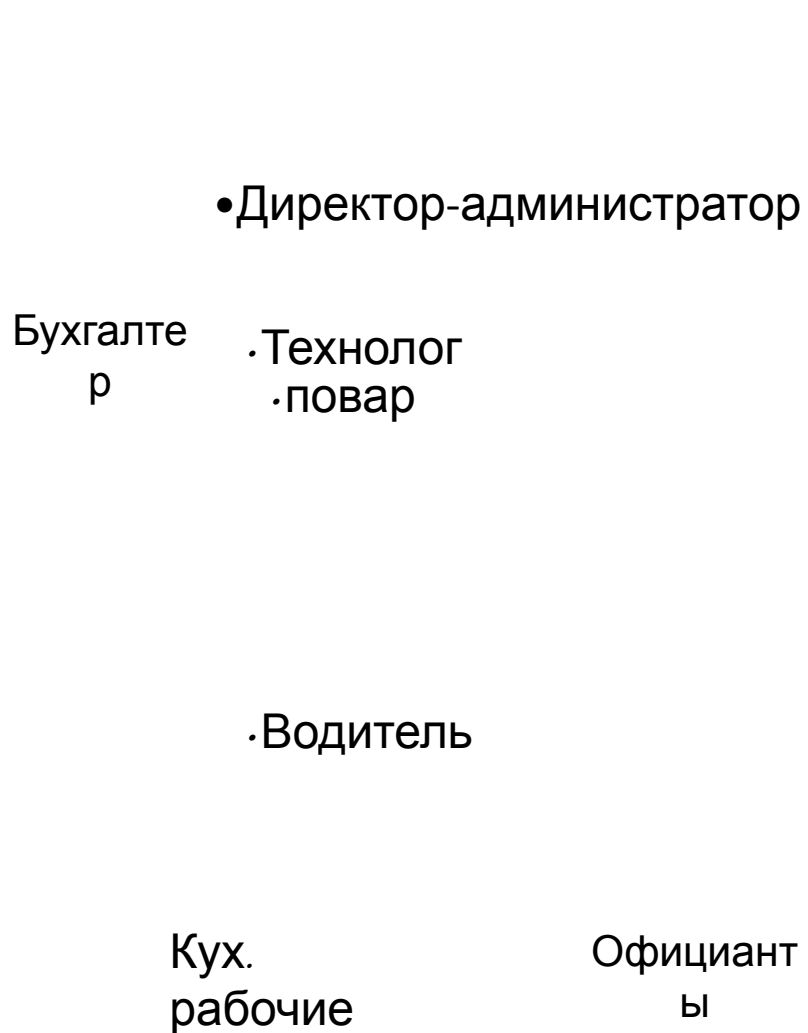 •Директор-администратор
Бухгалте
р
·Технолог
·повар
·Водитель
Кух.
рабочие
Официант
ы